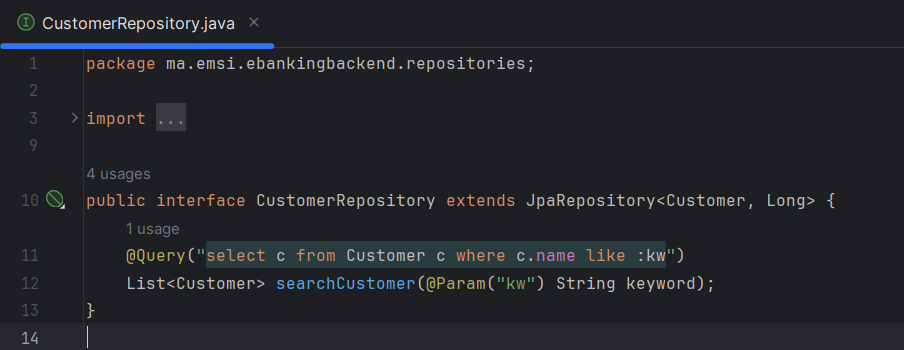 CustomerRepository.java
1 package ma.emsi.ebankingbackend.repositories;
2
3 import ...
9
4 usages
10 public interface CustomerRepository extends JpaRepository<Customer, Long> {
1 usage
11 @Query("select c from Customer c where c.name like :kw")
12 List<Customer> searchCustomer(@Param("kw") String keyword);
13 }
14